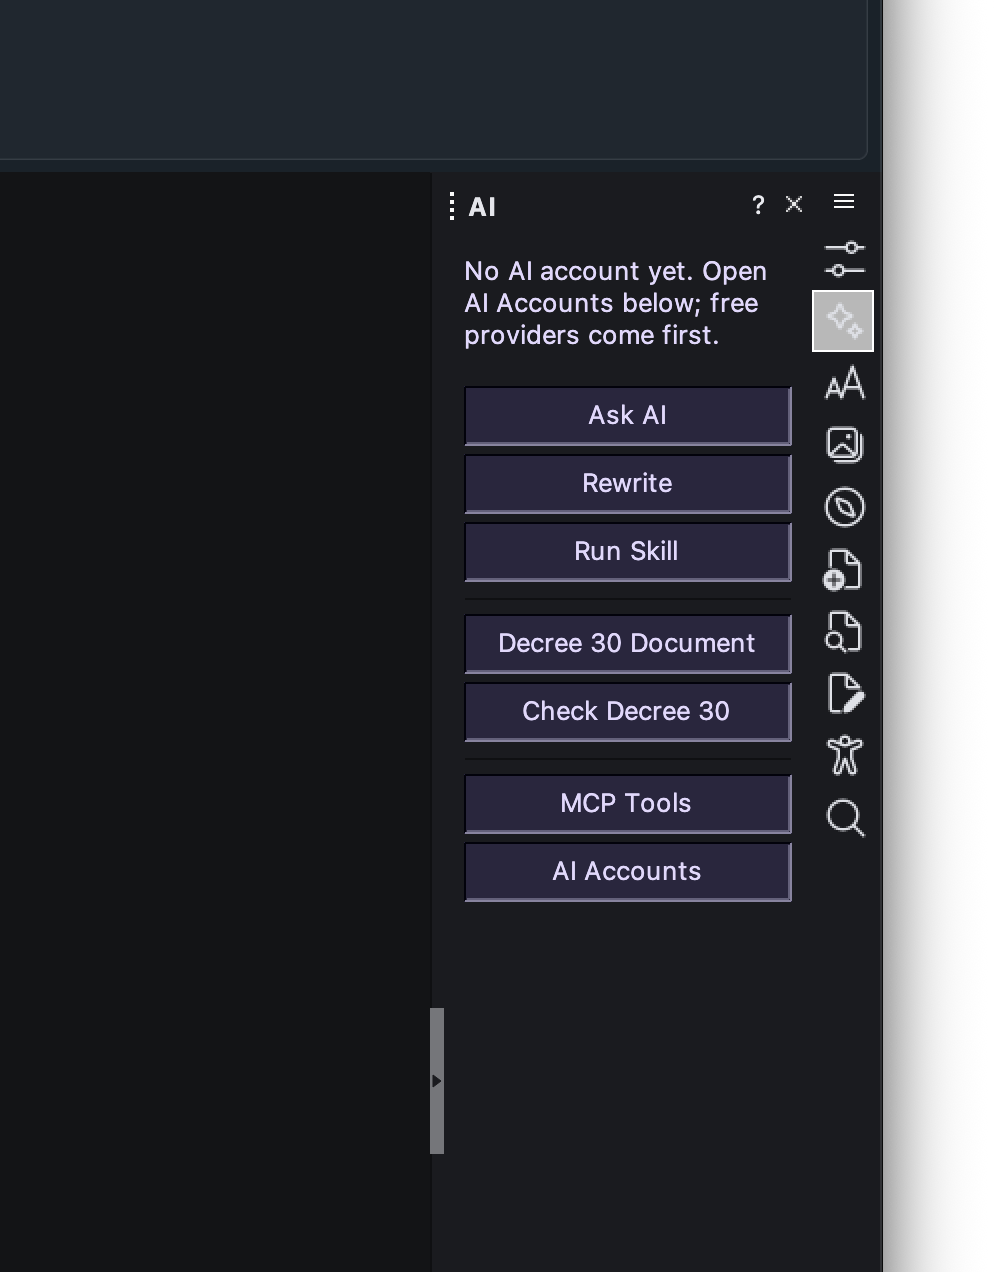 AI
?
No AI account yet. Open
AI Accounts below; free
providers come first.
Ask AI
Rewrite
Run Skill
Decree 30 Document
Check Decree 30
MCP Tools
AI Accounts